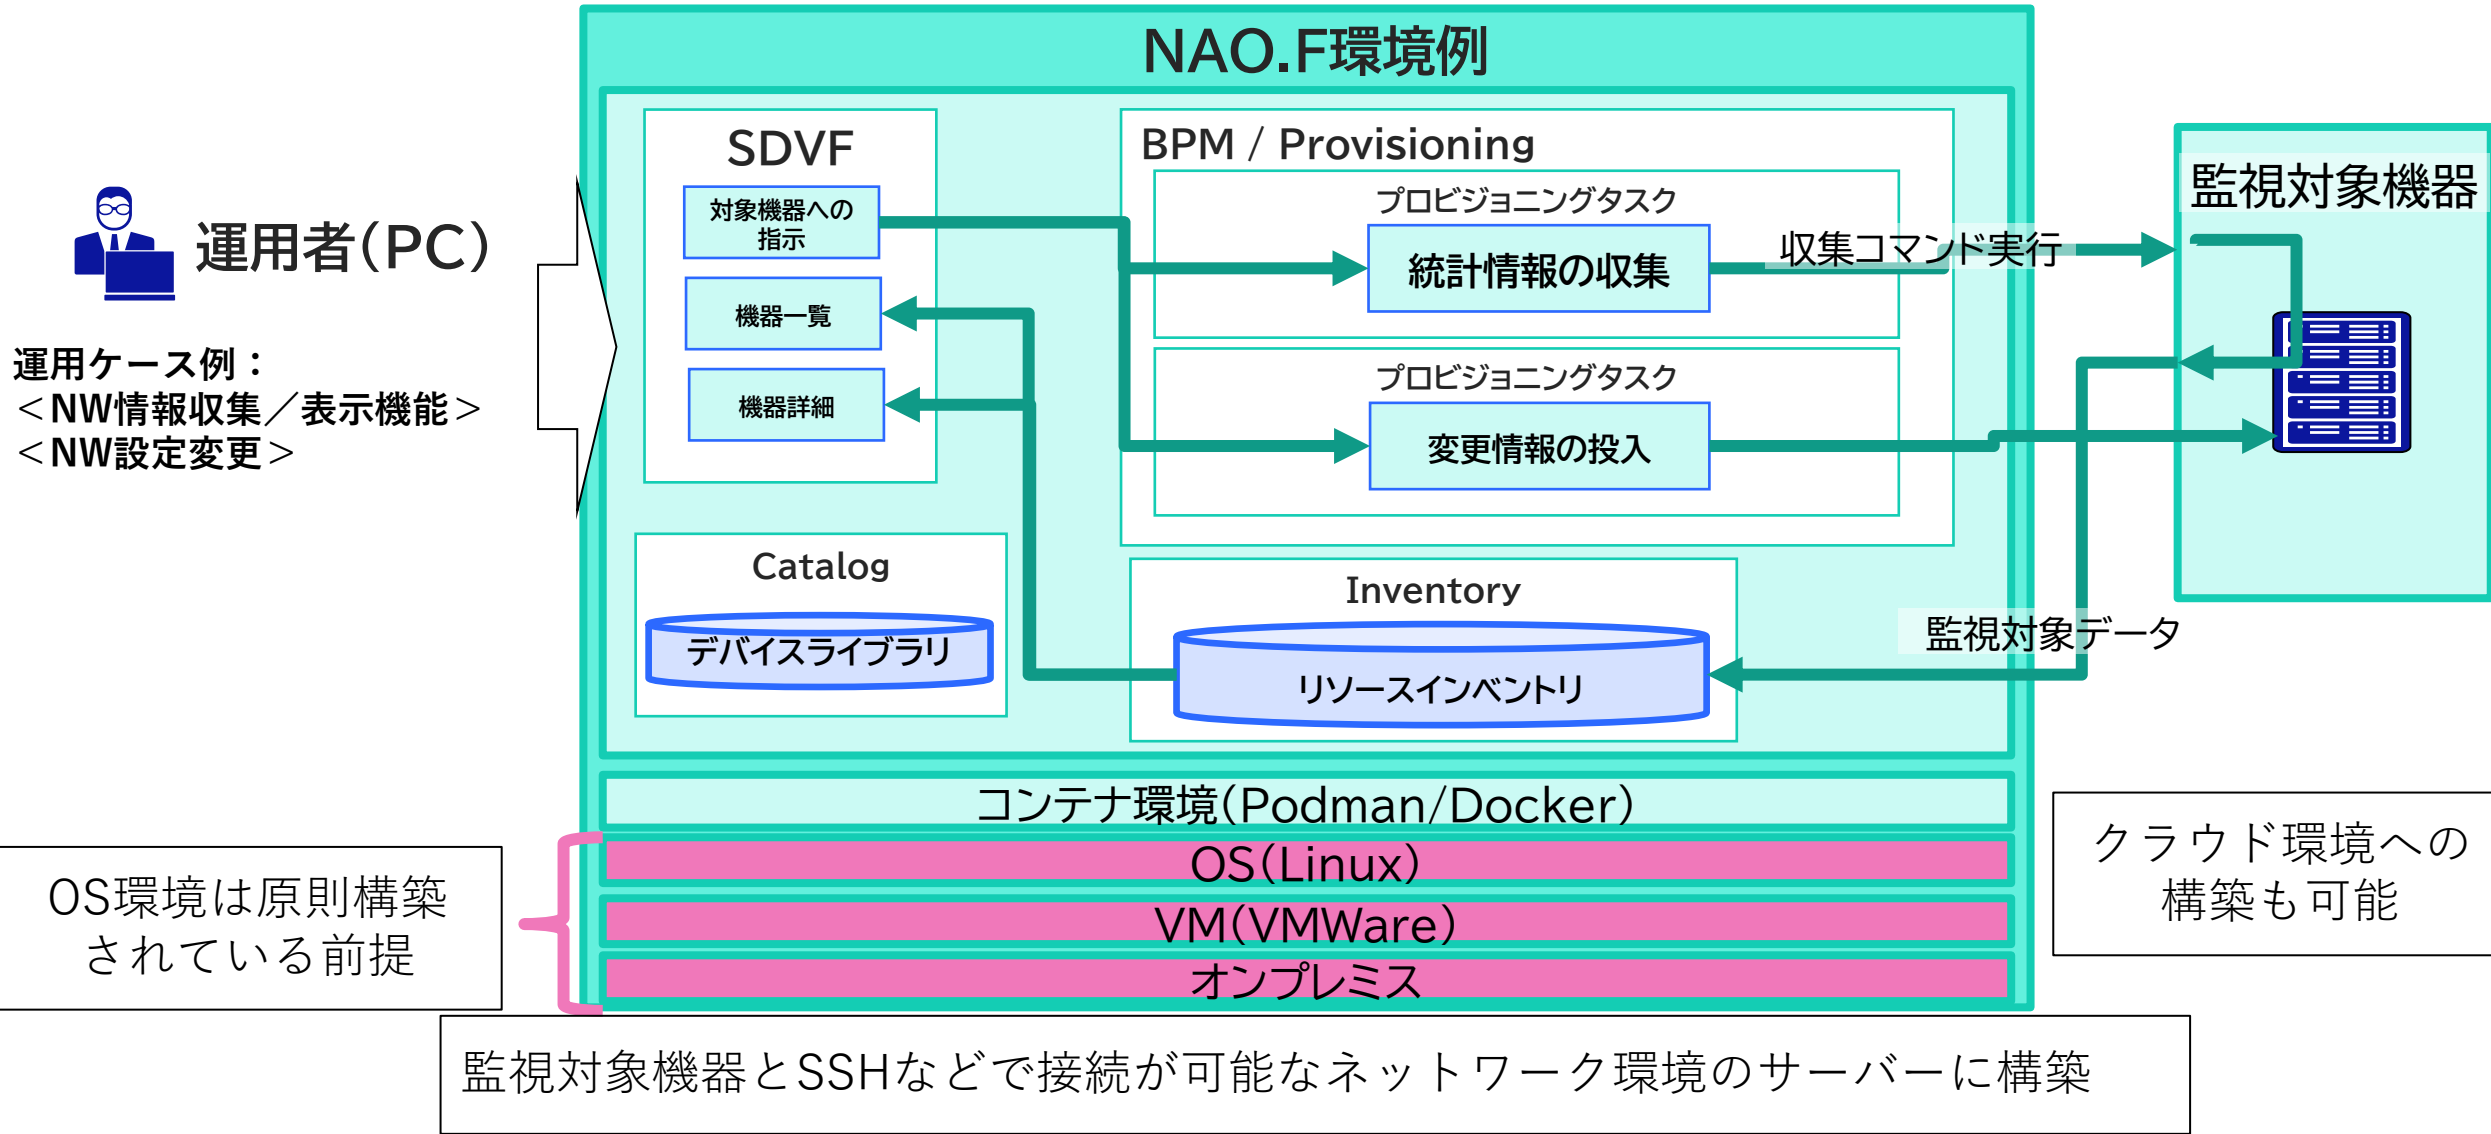 NAO.F環境例
運用者(PC)
運用ケース例：
＜NW情報収集／表示機能＞
＜NW設定変更＞
SDVF
対象機器への
指示
機器一覧
機器詳細
BPM / Provisioning
プロビジョニングタスク
統計情報の収集
プロビジョニングタスク
変更情報の投入
収集コマンド実行
監視対象機器
Catalog
デバイスライブラリ
Inventory
リソースインベントリ
監視対象データ
コンテナ環境(Podman/Docker)
OS(Linux)
VM(VMWare)
オンプレミス
OS環境は原則構築
されている前提
クラウド環境への
構築も可能
監視対象機器とSSHなどで接続が可能なネットワーク環境のサーバーに構築